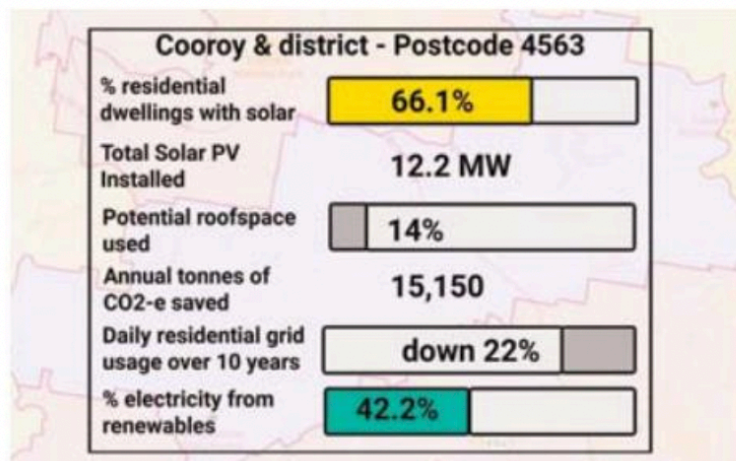 Cooroy & district - Postcode 4563
% residential
dwellings with solar
66.1%
Total Solar PV
Installed
12.2 MW
Potential roofspace
used
14%
Annual tonnes of
CO2-e saved
15,150
Daily residential grid
usage over 10 years
down 22%
% electricity from
renewables
42.2%